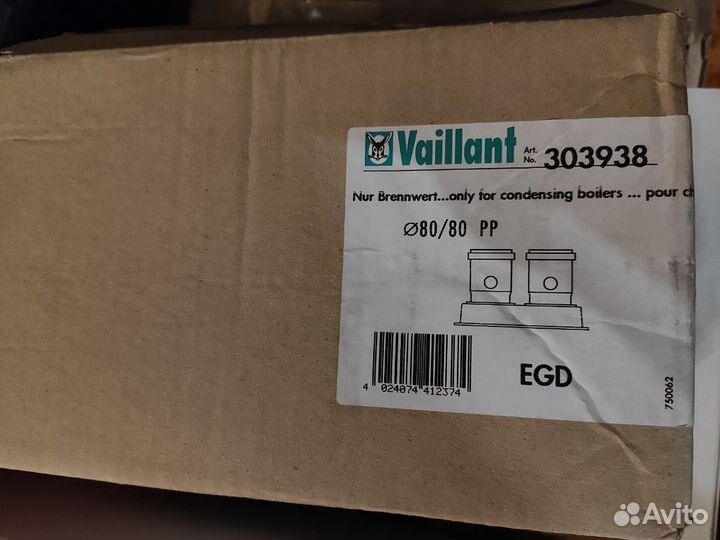 Vaillant Art. No. 303938
Nur Brennwert...only for condensing boilers ... pour
Ø80/80 PP
4 024074 412374
EGD
750062
Avito